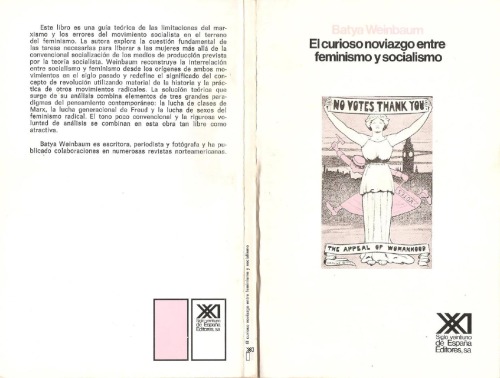 Este libro es una guía teórica de las limitaciones del mar-
xismo y los errores del movimiento socialista en el terreno
del feminismo. La autora explora la cuestión fundamental de
las tareas necesarias para liberar a las mujeres más allá de la
convencional socialización de los medios de producción prevista
por la teoría socialista. Weinbaum reconstruye la interrelación
entre socialismo y feminismo desde los orígenes de ambos mo-
vimientos en el siglo pasado y redefine el significado del con-
cepto de revolución utilizando material de la historia y la prác-
tica de otros movimientos radicales. La solución teórica que
surge de su análisis combina elementos de tres grandes para-
digmas del pensamiento contemporáneo: la lucha de clases de
Marx, la lucha generacional de Freud y la lucha de sexos del
feminismo radical. El tono poco convencional y la rigurosa vo-
luntad de análisis se combinan en esta obra tan libre como
atractiva.
Batya Weinbaum es escritora, periodista y fotógrafa y ha pu-
blicado colaboraciones en numerosas revistas norteamericanas.
XXI
Siglo veintiuno
de España
Editores, sa
El curioso noviazgo entre feminismo y socialismo
XXI
Batya Weinbaum
El curioso noviazgo entre
feminismo y socialismo
NO VOTES THANK YOU
THE APPEAL OF WOMANHOOD
XXI
Siglo veintiuno
de España
Editores, sa